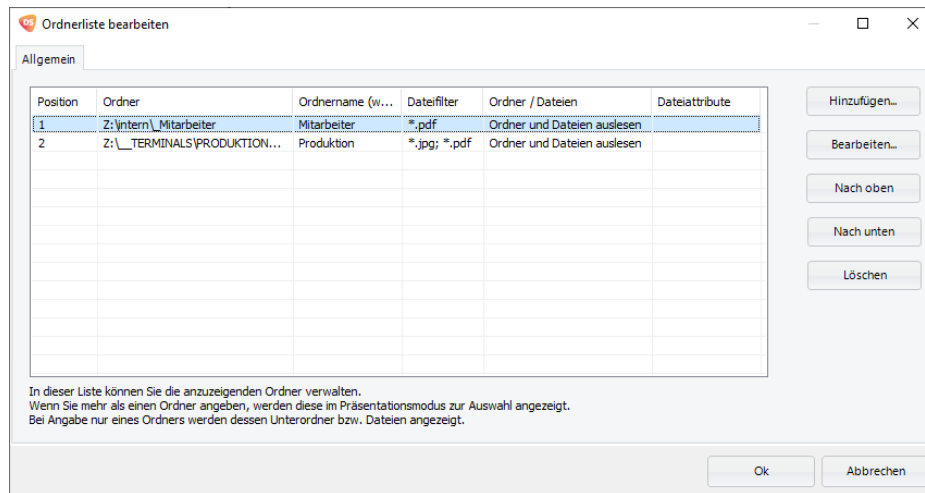 DS Ordnerliste bearbeiten
Allgemein
Position Ordner Ordnername (w... Dateifilter Ordner / Dateien Dateiattribute
1 Z:\intern\_Mitarbeiter Mitarbeiter *.pdf Ordner und Dateien auslesen
2 Z:\__TERMINALS\PRODUKTION... Produktion *.jpg; *.pdf Ordner und Dateien auslesen
Hinzufügen...
Bearbeiten...
Nach oben
Nach unten
Löschen
In dieser Liste können Sie die anzuzeigenden Ordner verwalten.
Wenn Sie mehr als einen Ordner angeben, werden diese im Präsentationsmodus zur Auswahl angezeigt.
Bei Angabe nur eines Ordners werden dessen Unterordner bzw. Dateien angezeigt.
Ok Abbrechen